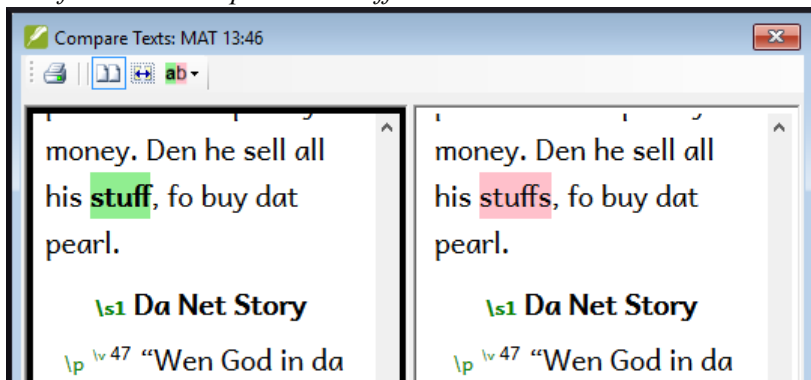 Compare Texts: MAT 13:46
ab
money. Den he sell all
his stuff, fo buy dat
pearl.
\s1 Da Net Story
\p \v 47 “Wen God in da
money. Den he sell all
his stuffs, fo buy dat
pearl.
\s1 Da Net Story
\p \v 47 “Wen God in da